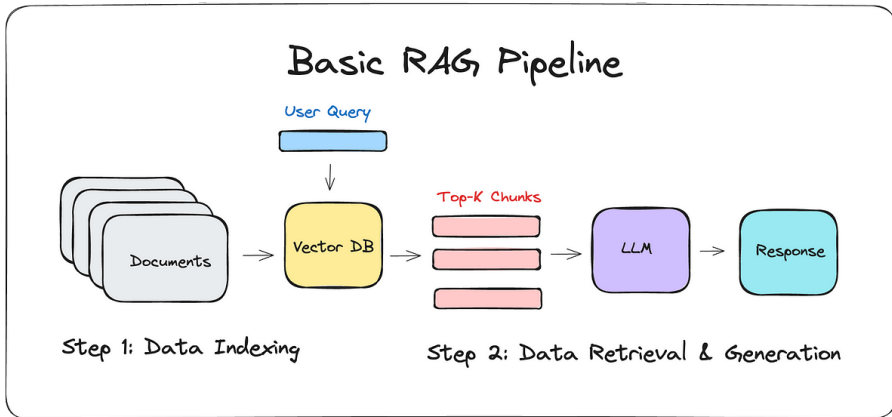 Basic RAG Pipeline
User Query
Top-K Chunks
Documents
Vector DB
LLM
Response
Step 1: Data Indexing
Step 2: Data Retrieval & Generation